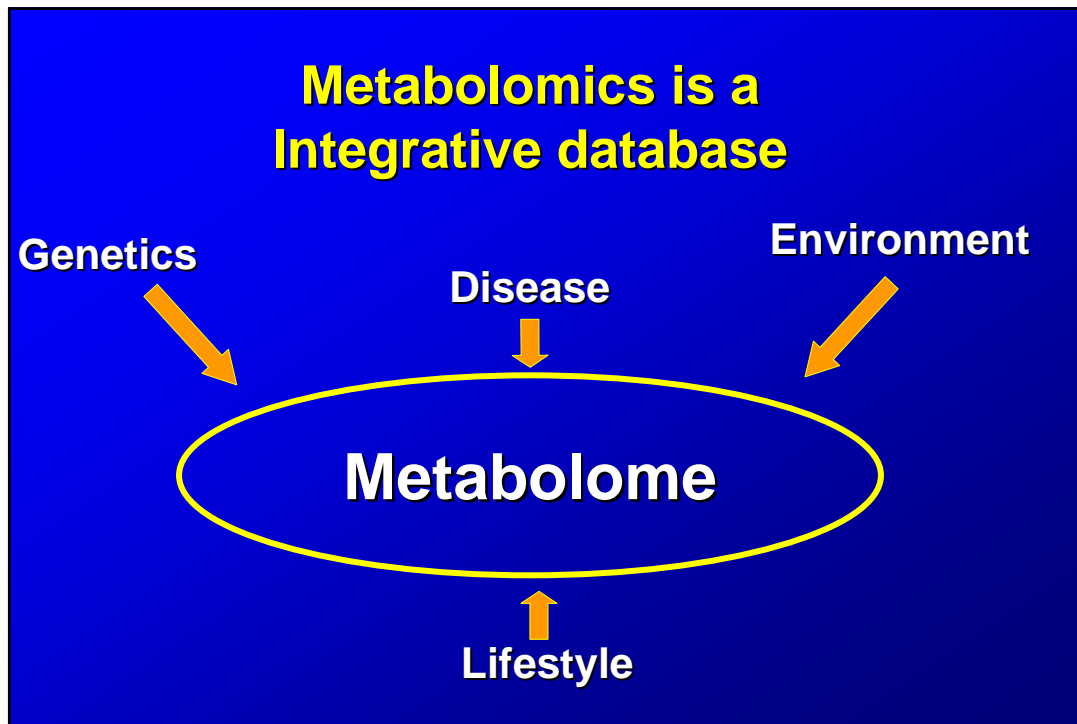 Metabolomics is a
Integrative database
Genetics
Environment
Disease
Metabolome
Lifestyle